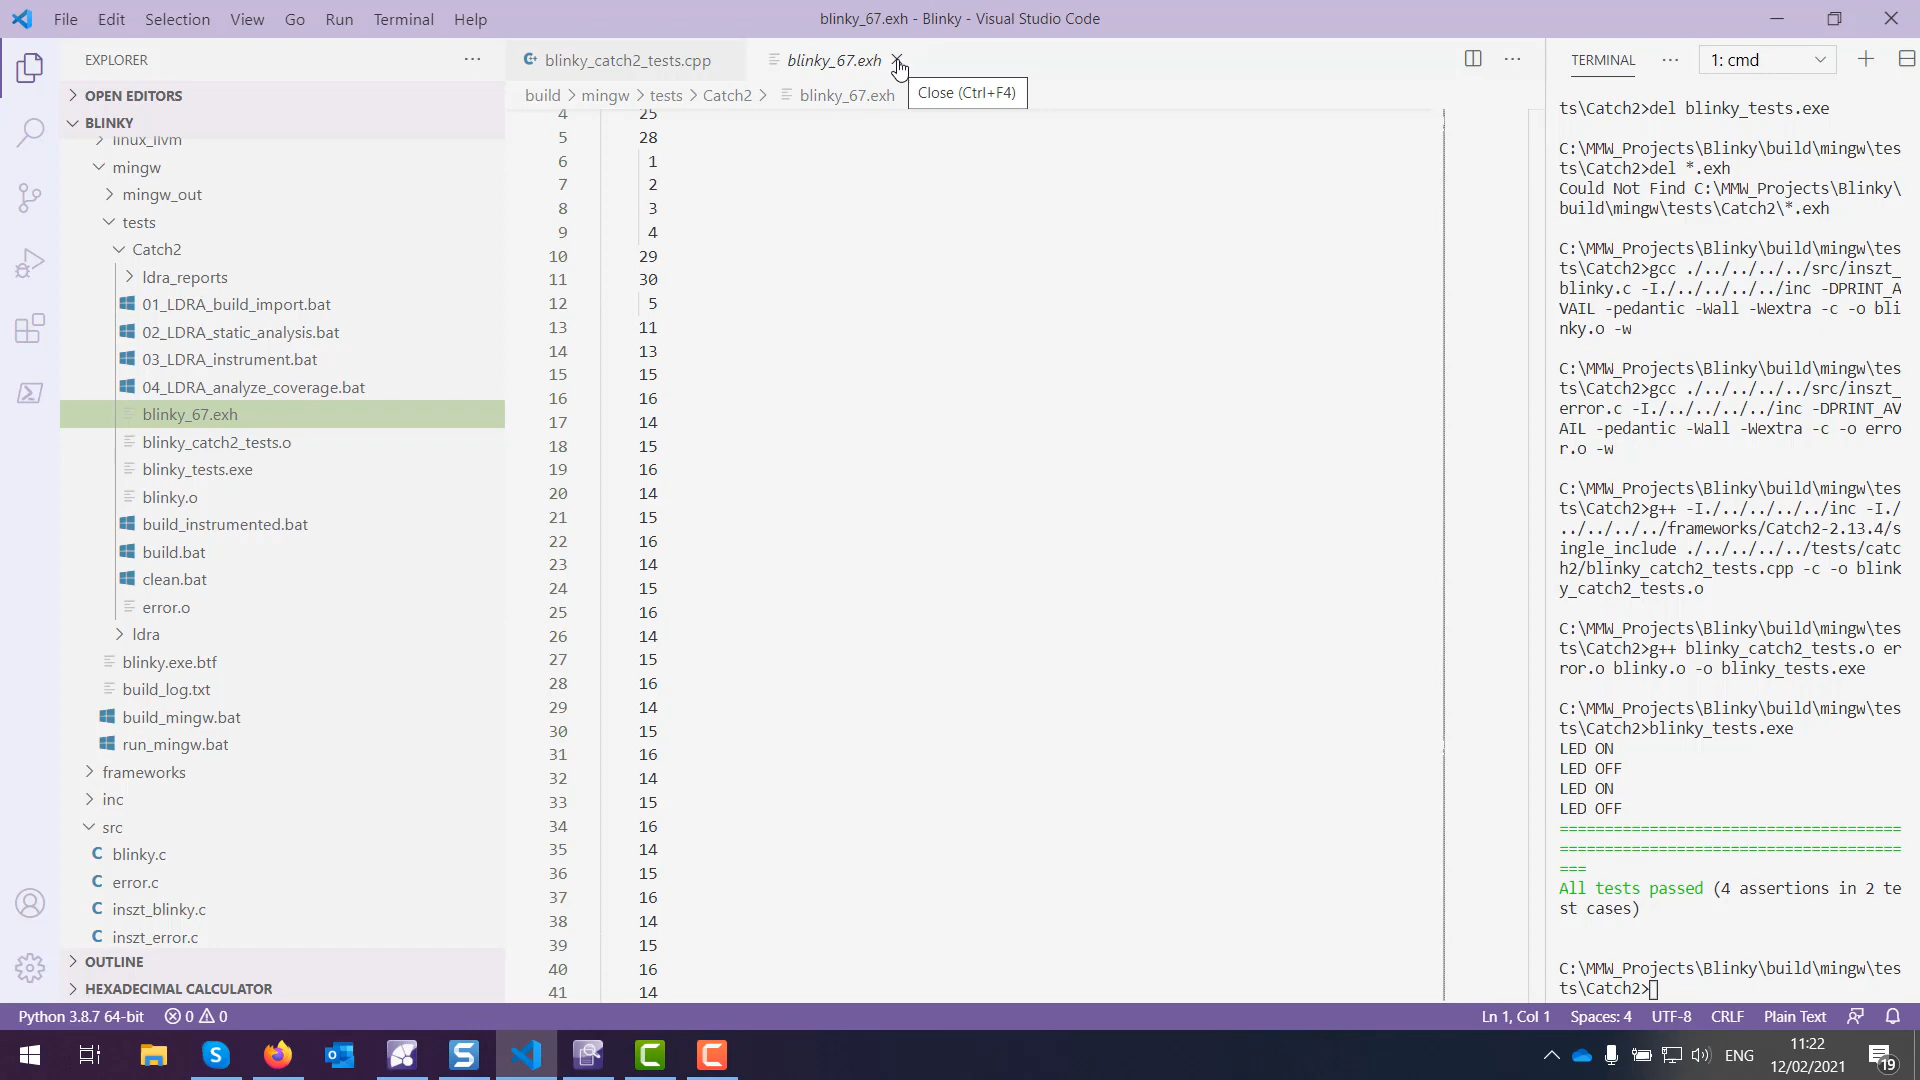 File Edit Selection View Go Run Terminal Help
blinky_67.exh - Blinky - Visual Studio Code
EXPLORER
OPEN EDITORS
BLINKY
linux_llvm
mingw
mingw_out
tests
Catch2
ldra_reports
01_LDRA_build_import.bat
02_LDRA_static_analysis.bat
03_LDRA_instrument.bat
04_LDRA_analyze_coverage.bat
blinky_67.exh
blinky_catch2_tests.o
blinky_tests.exe
blinky.o
build_instrumented.bat
build.bat
clean.bat
error.o
ldra
blinky.exe.btf
build_log.txt
build_mingw.bat
run_mingw.bat
frameworks
inc
src
blinky.c
error.c
inszt_blinky.c
inszt_error.c
OUTLINE
HEXADECIMAL CALCULATOR
blinky_catch2_tests.cpp blinky_67.exh
build > mingw > tests > Catch2 > blinky_67.exh
Close (Ctrl+F4)
4 25
5 28
6 1
7 2
8 3
9 4
10 29
11 30
12 5
13 11
14 13
15 15
16 16
17 14
18 15
19 16
20 14
21 15
22 16
23 14
24 15
25 16
26 14
27 15
28 16
29 14
30 15
31 16
32 14
33 15
34 16
35 14
36 15
37 16
38 14
39 15
40 16
41 14
TERMINAL 1: cmd
ts\Catch2>del blinky_tests.exe
C:\MMW_Projects\Blinky\build\mingw\tes
ts\Catch2>del *.exh
Could Not Find C:\MMW_Projects\Blinky\
build\mingw\tests\Catch2\*.exh
C:\MMW_Projects\Blinky\build\mingw\tes
ts\Catch2>gcc ./../../../../src/inszt_
blinky.c -I./../../../../inc -DPRINT_A
VAIL -pedantic -Wall -Wextra -c -o bli
nky.o -w
C:\MMW_Projects\Blinky\build\mingw\tes
ts\Catch2>gcc ./../../../../src/inszt_
error.c -I./../../../../inc -DPRINT_AV
AIL -pedantic -Wall -Wextra -c -o erro
r.o -w
C:\MMW_Projects\Blinky\build\mingw\tes
ts\Catch2>g++ -I./../../../../inc -I./
../../../../frameworks/Catch2-2.13.4/s
ingle_include ./../../../../tests/catc
h2/blinky_catch2_tests.cpp -c -o blink
y_catch2_tests.o
C:\MMW_Projects\Blinky\build\mingw\tes
ts\Catch2>g++ blinky_catch2_tests.o er
ror.o blinky.o -o blinky_tests.exe
C:\MMW_Projects\Blinky\build\mingw\tes
ts\Catch2>blinky_tests.exe
LED ON
LED OFF
LED ON
LED OFF
======================================
======================================
===
All tests passed (4 assertions in 2 te
st cases)
C:\MMW_Projects\Blinky\build\mingw\tes
ts\Catch2>
Python 3.8.7 64-bit 0 0 Ln 1, Col 1 Spaces: 4 UTF-8 CRLF Plain Text
ENG
11:22
12/02/2021
19